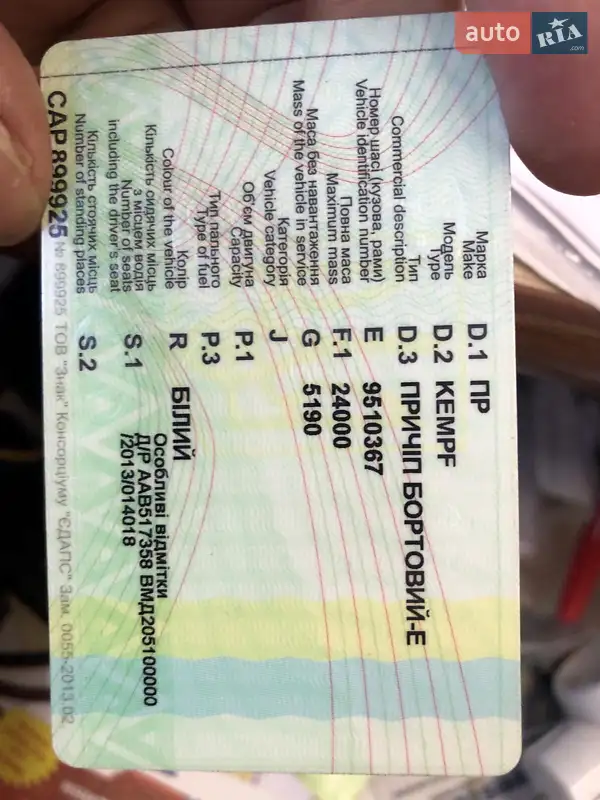 auto RIA .com
Марка
Make D.1 ПР
Модель
Type D.2 KEMPF
Тип
Commercial description D.3 ПРИЧІП БОРТОВИЙ-Е
Номер шасі (кузова, рами)
Vehicle identification number E 9510367
Повна маса
Maximum mass F.1 24000
Маса без навантаження
Mass of the vehicle in service G 5190
Категорія
Vehicle category J
Об'єм двигуна
Capacity P.1
Тип пального
Type of fuel P.3
Колір
Colour of the vehicle R БІЛИЙ
Кількість сидячих місць
з місцем водія
Number of seats
including the driver's seat S.1
Особливі відмітки
Д/Р ААВ517358 ВМД205100000
/2013/014018
Кількість стоячих місць
Number of standing places S.2
САР 899925
№ 899925 ТОВ "Знак" Консорціуму "ЄДАПС" Зам. 0055-2013.02